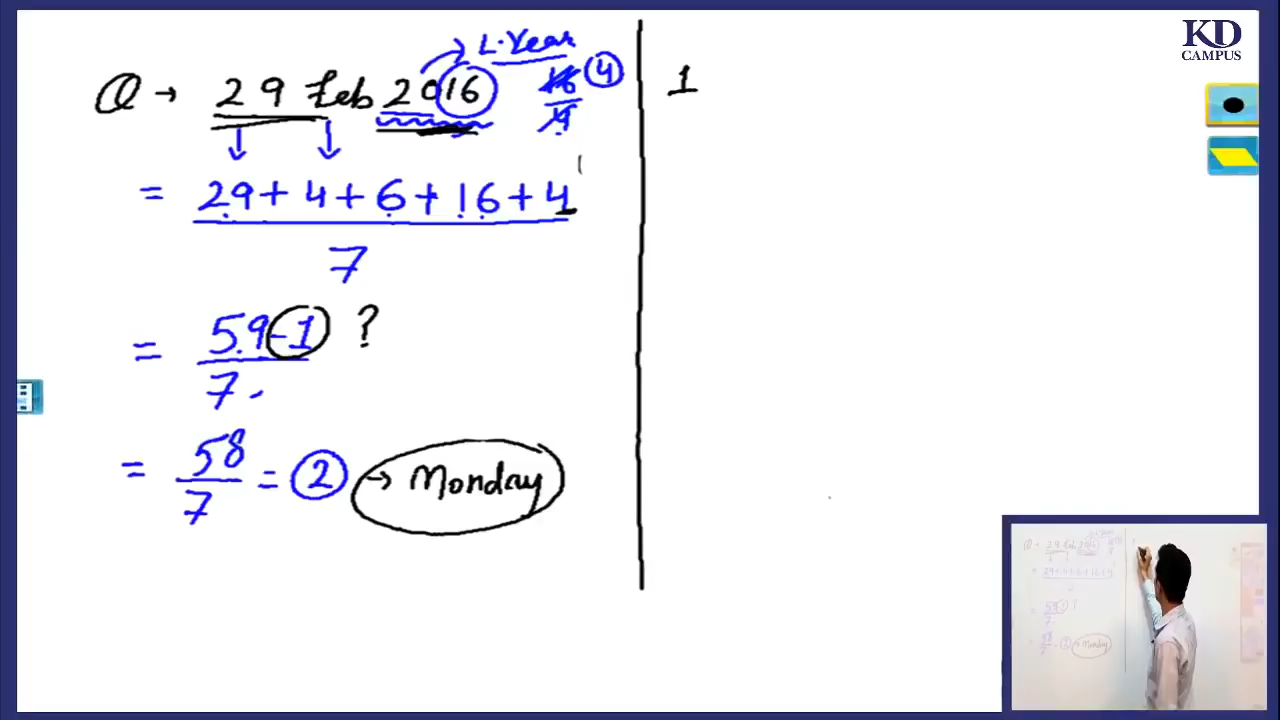 KD
CAMPUS
L.Year
Q → 29 Feb 2016 16/4 4
1
= 29+4+6+16+4
7
= 59-1 ?
7
= 58/7 = 2 → Monday